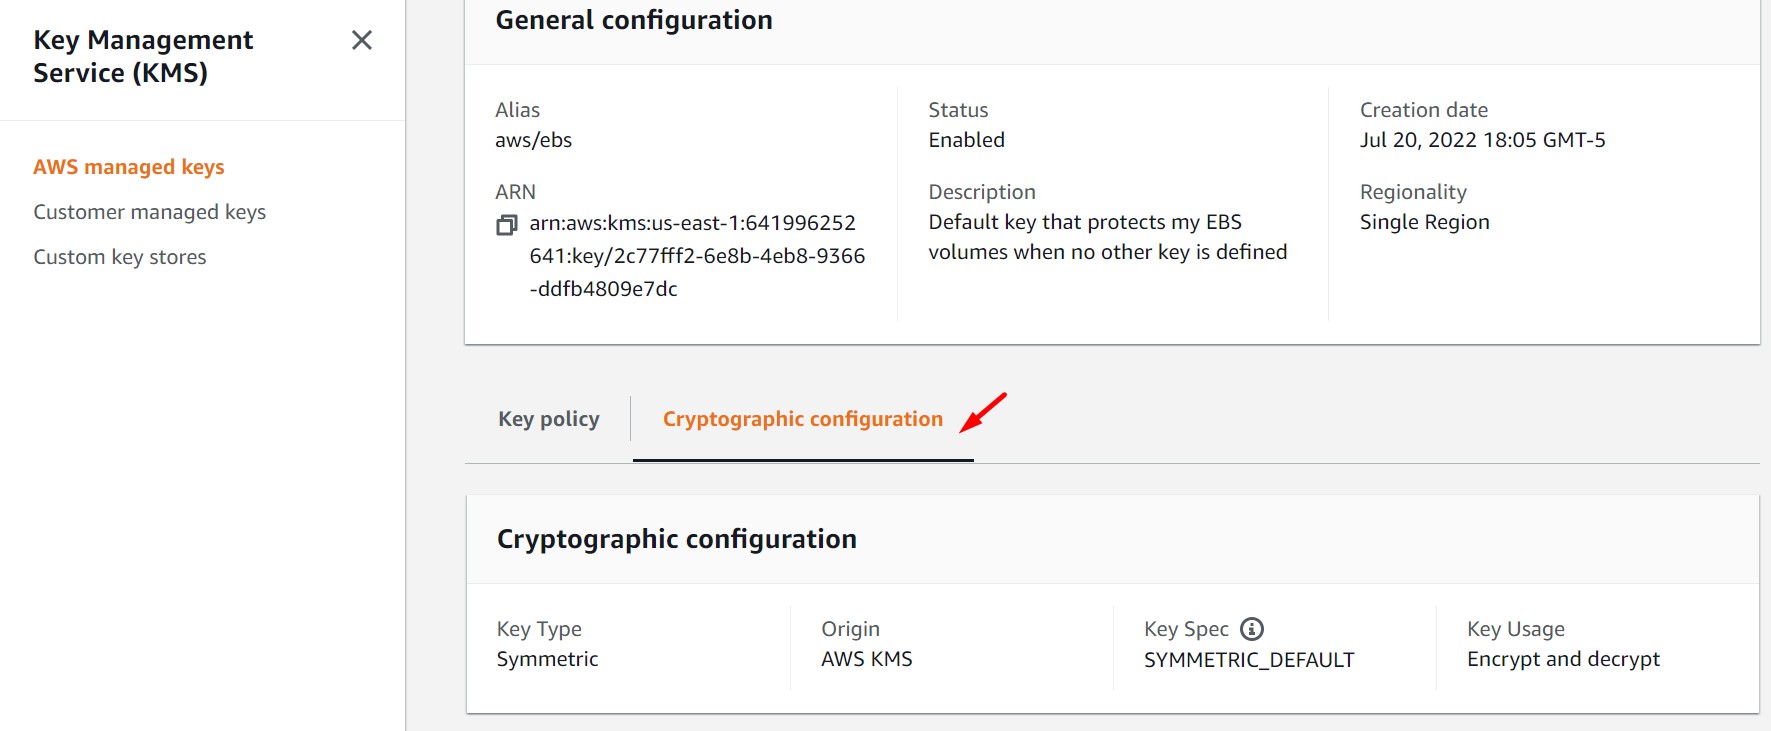 Key Management
Service (KMS)
AWS managed keys
Customer managed keys
Custom key stores
General configuration
Alias
aws/ebs
ARN
arn:aws:kms:us-east-1:641996252
641:key/2c77fff2-6e8b-4eb8-9366
-ddfb4809e7dc
Status
Enabled
Description
Default key that protects my EBS
volumes when no other key is defined
Creation date
Jul 20, 2022 18:05 GMT-5
Regionality
Single Region
Key policy
Cryptographic configuration
Cryptographic configuration
Key Type
Symmetric
Origin
AWS KMS
Key Spec
SYMMETRIC_DEFAULT
Key Usage
Encrypt and decrypt